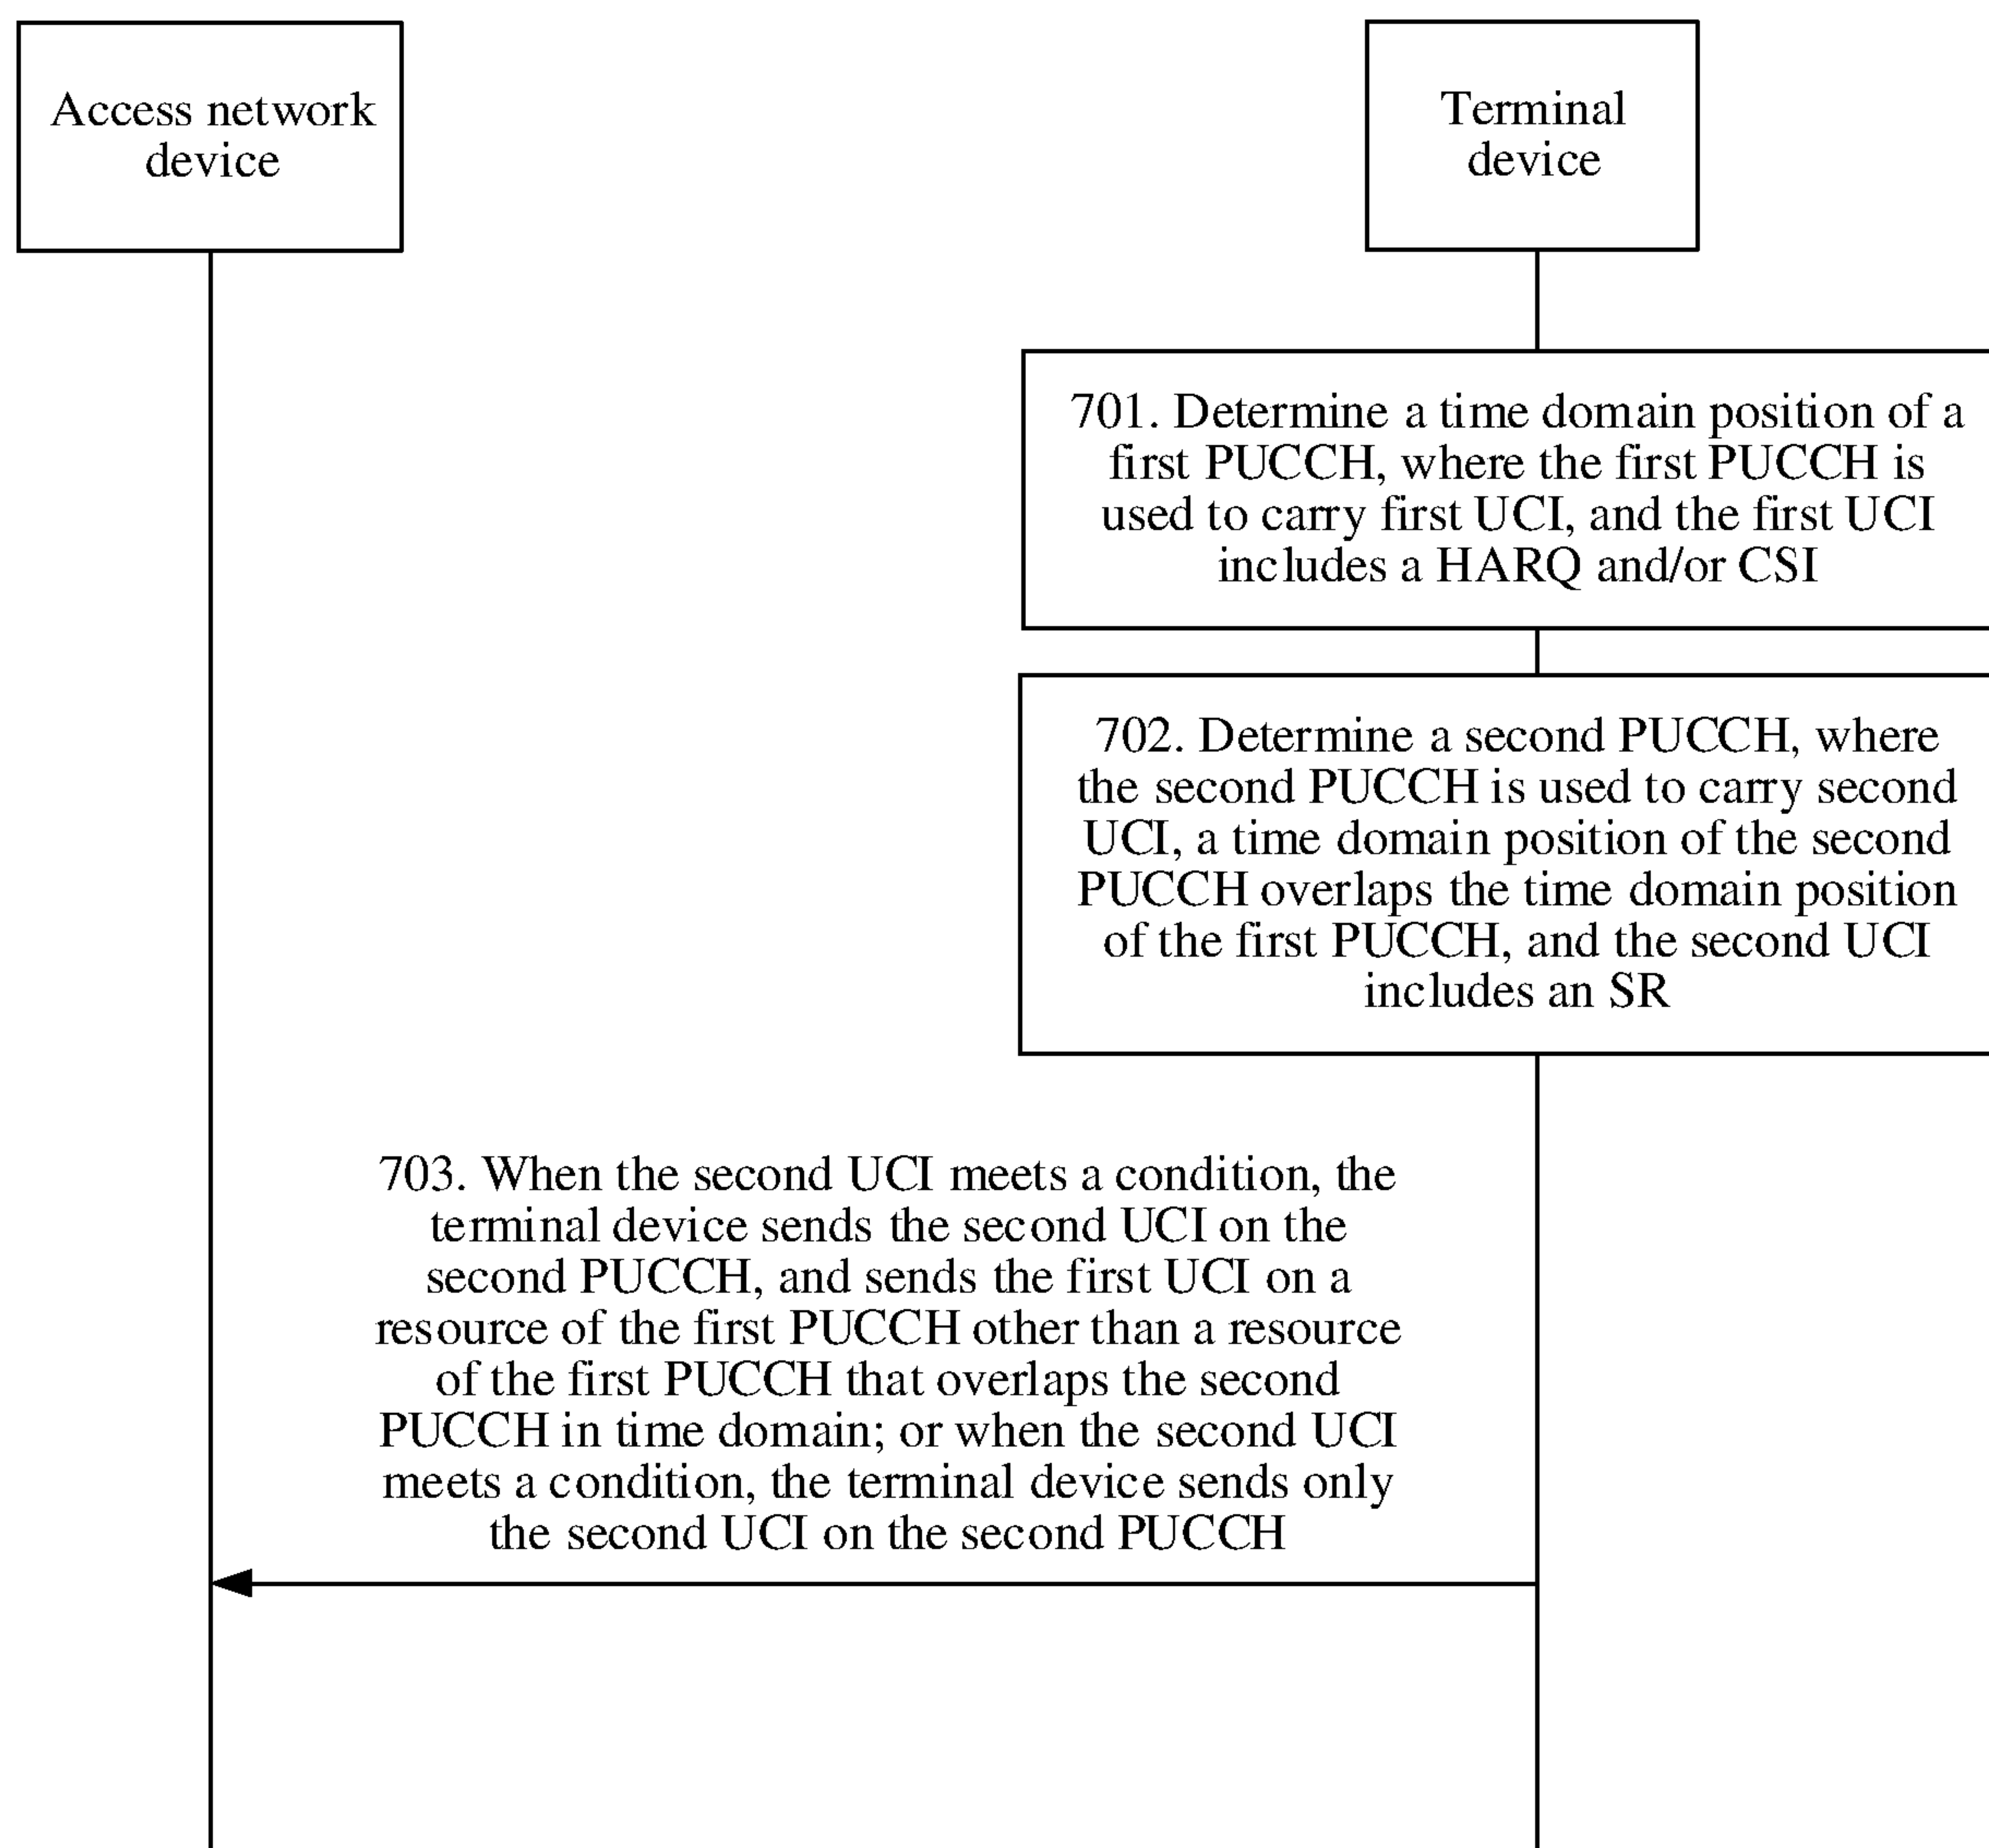 Access network
device
Terminal
device
701. Determine a time domain position of a
first PUCCH, where the first PUCCH is
used to carry first UCI, and the first UCI
includes a HARQ and/or CSI
702. Determine a second PUCCH, where
the second PUCCH is used to carry second
UCI, a time domain position of the second
PUCCH overlaps the time domain position
of the first PUCCH, and the second UCI
includes an SR
703. When the second UCI meets a condition, the
terminal device sends the second UCI on the
second PUCCH, and sends the first UCI on a
resource of the first PUCCH other than a resource
of the first PUCCH that overlaps the second
PUCCH in time domain; or when the second UCI
meets a condition, the terminal device sends only
the second UCI on the second PUCCH